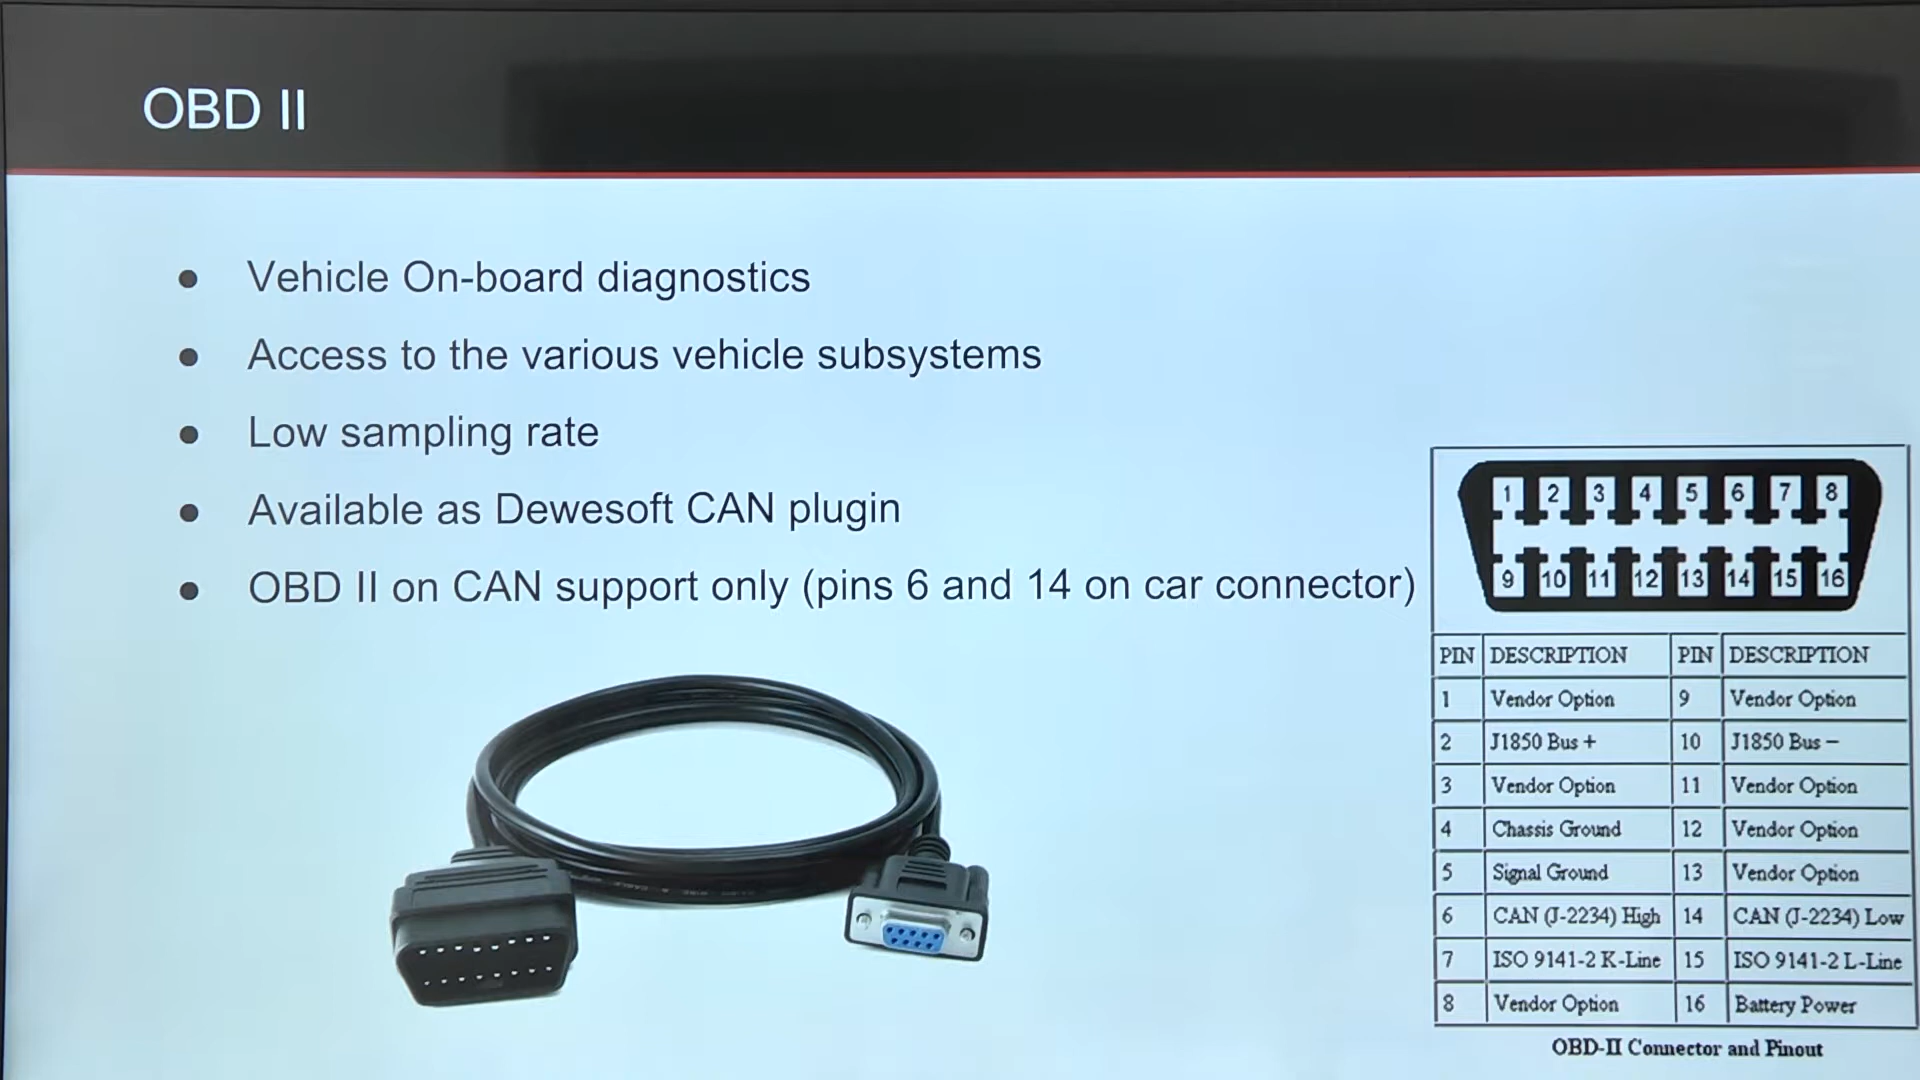 OBD II
● Vehicle On-board diagnostics
● Access to the various vehicle subsystems
● Low sampling rate
● Available as Dewesoft CAN plugin
● OBD II on CAN support only (pins 6 and 14 on car connector)
1 2 3 4 5 6 7 8
9 10 11 12 13 14 15 16
PIN DESCRIPTION PIN DESCRIPTION
1 Vendor Option 9 Vendor Option
2 J1850 Bus + 10 J1850 Bus −
3 Vendor Option 11 Vendor Option
4 Chassis Ground 12 Vendor Option
5 Signal Ground 13 Vendor Option
6 CAN (J-2234) High 14 CAN (J-2234) Low
7 ISO 9141-2 K-Line 15 ISO 9141-2 L-Line
8 Vendor Option 16 Battery Power
OBD-II Connector and Pinout